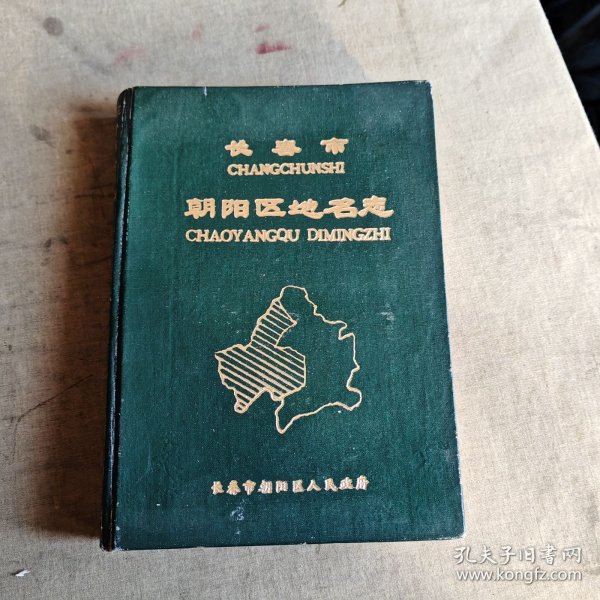 长春市
CHANGCHUNSHI
朝阳区地名志
CHAOYANGQU DIMINGZHI
长春市朝阳区人民政府
孔夫子旧书网
www.kongfz.com